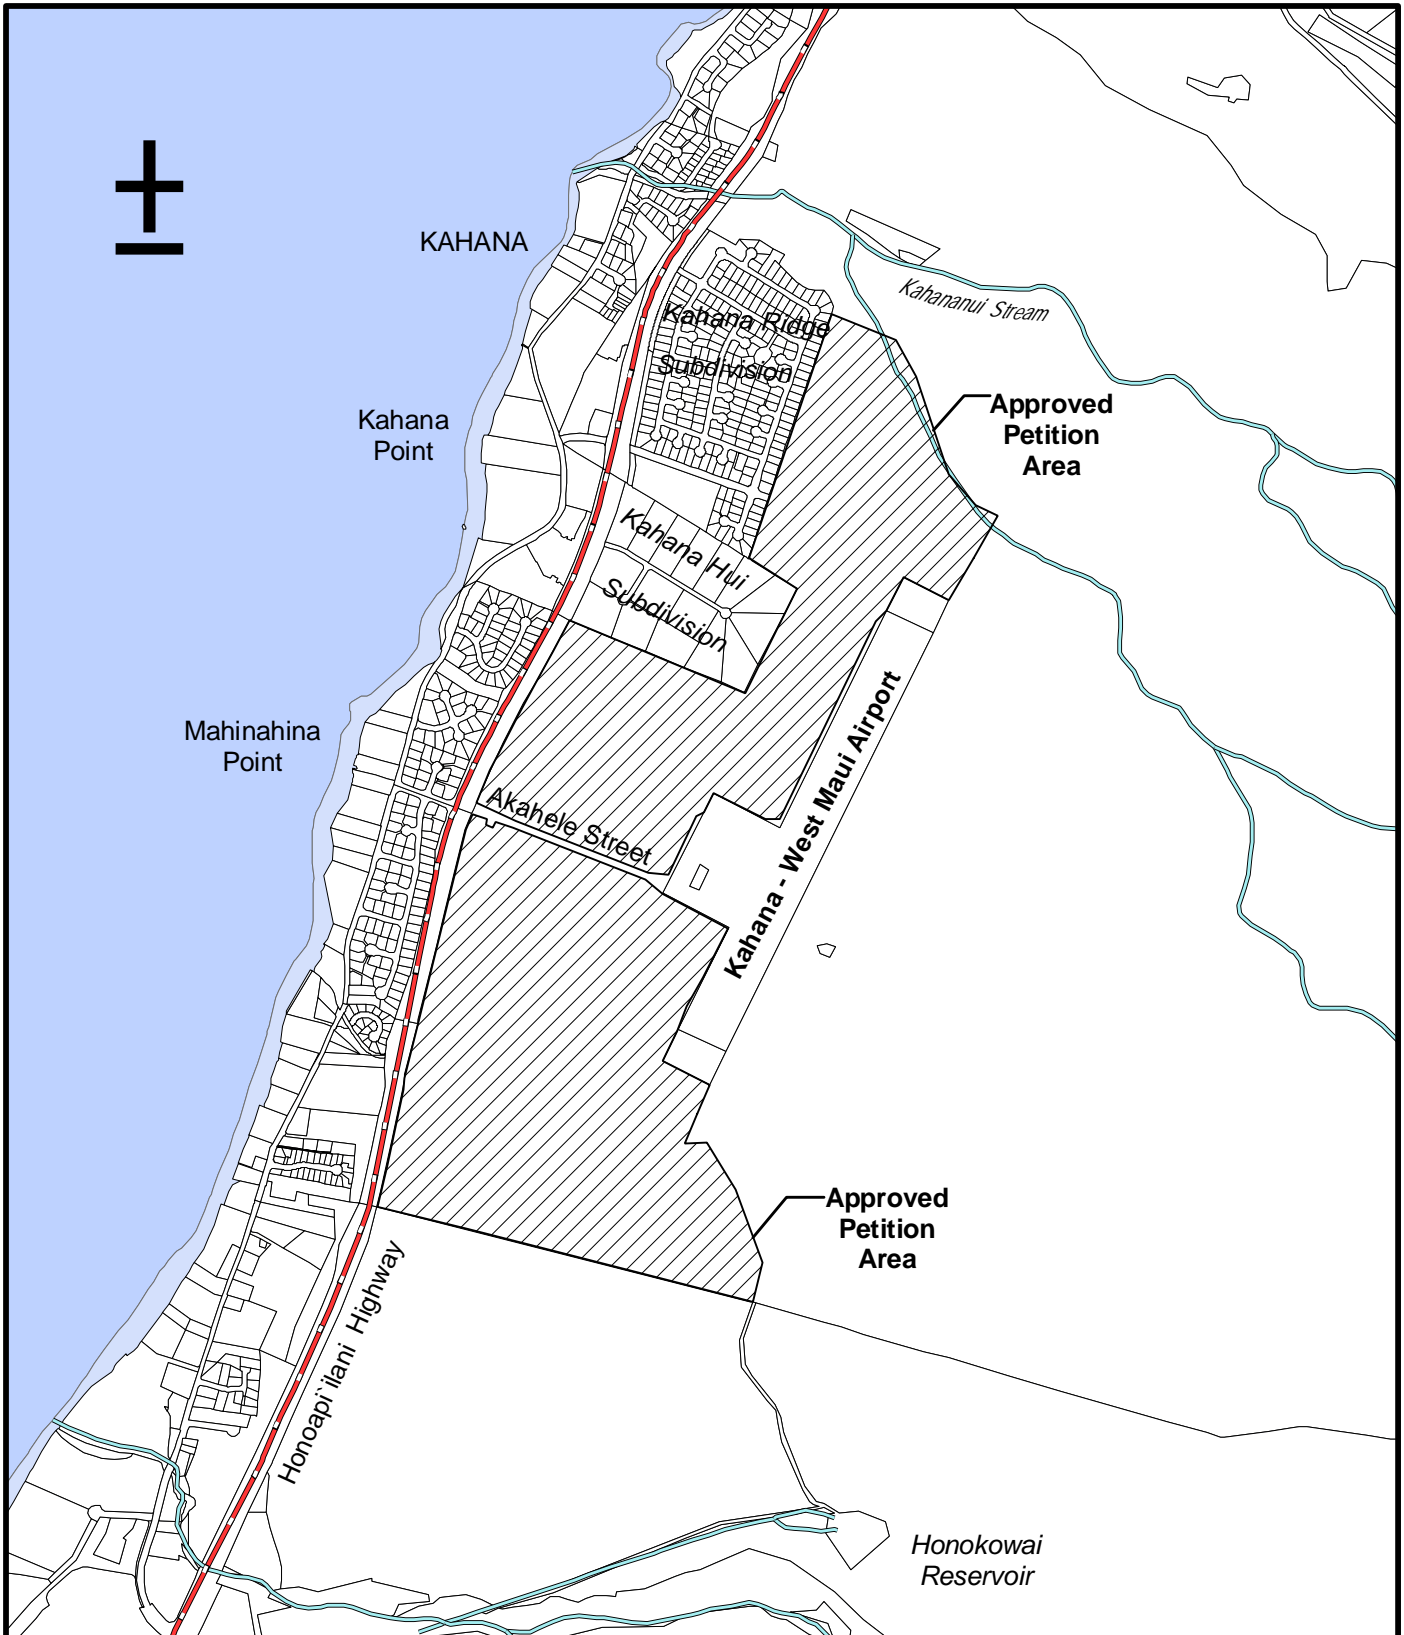 ±
KAHANA
Kahananui Stream
Kahana Ridge
Subdivision
Approved
Petition
Area
Kahana
Point
Kahana Hui
Subdivision
Mahinahina
Point
Kahana - West Maui Airport
Akahele Street
Approved
Petition
Area
Honoapi`ilani Highway
Honokowai
Reservoir